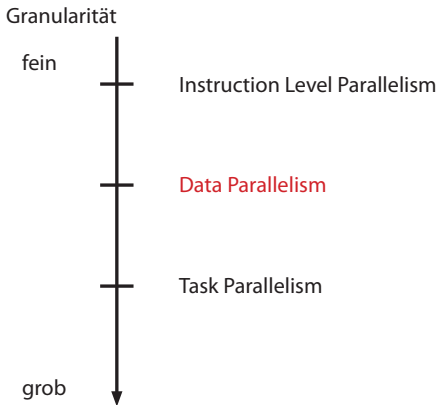 Granularität
fein
Instruction Level Parallelism
Data Parallelism
Task Parallelism
grob